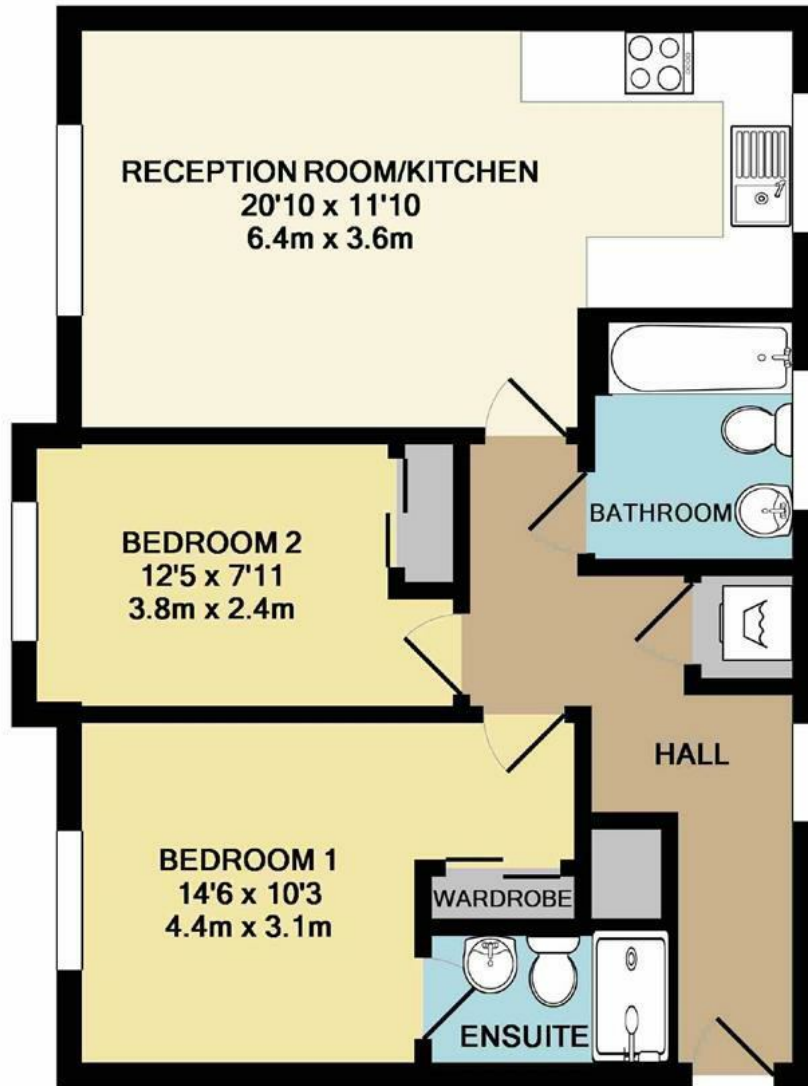 RECEPTION ROOM/KITCHEN
20'10 x 11'10
6.4m x 3.6m
BATHROOM
BEDROOM 2
12'5 x 7'11
3.8m x 2.4m
HALL
BEDROOM 1
14'6 x 10'3
4.4m x 3.1m
WARDROBE
ENSUITE